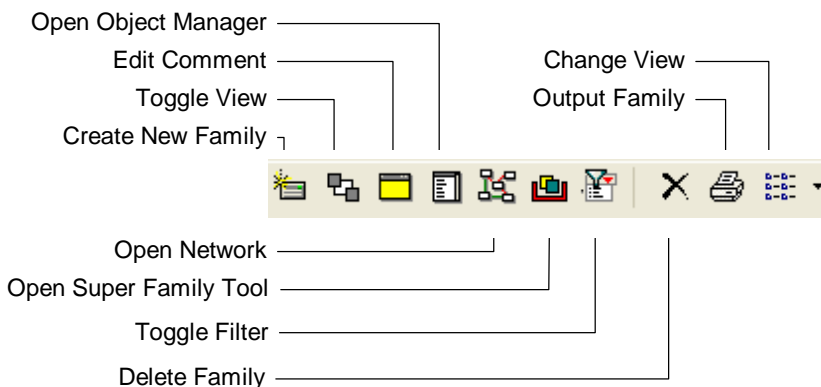 Open Object Manager
Edit Comment
Change View
Toggle View
Output Family
Create New Family
Open Network
Open Super Family Tool
Toggle Filter
Delete Family